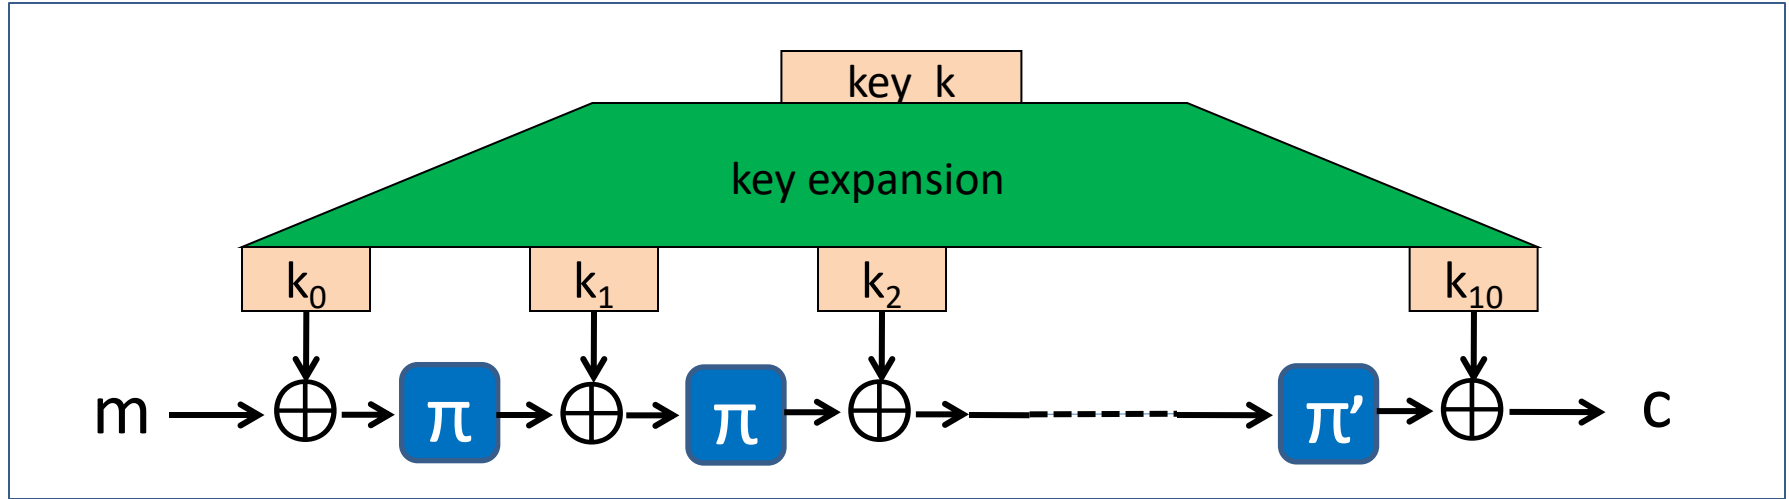 key k
key expansion
k₀ k₁ k₂ k₁₀
m π π π’ c